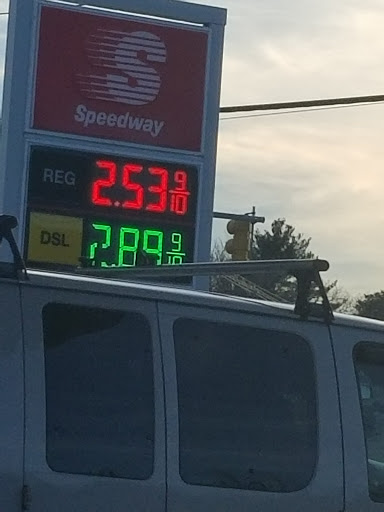 S
Speedway
REG 2.53 9/10
DSL 2.89 9/10